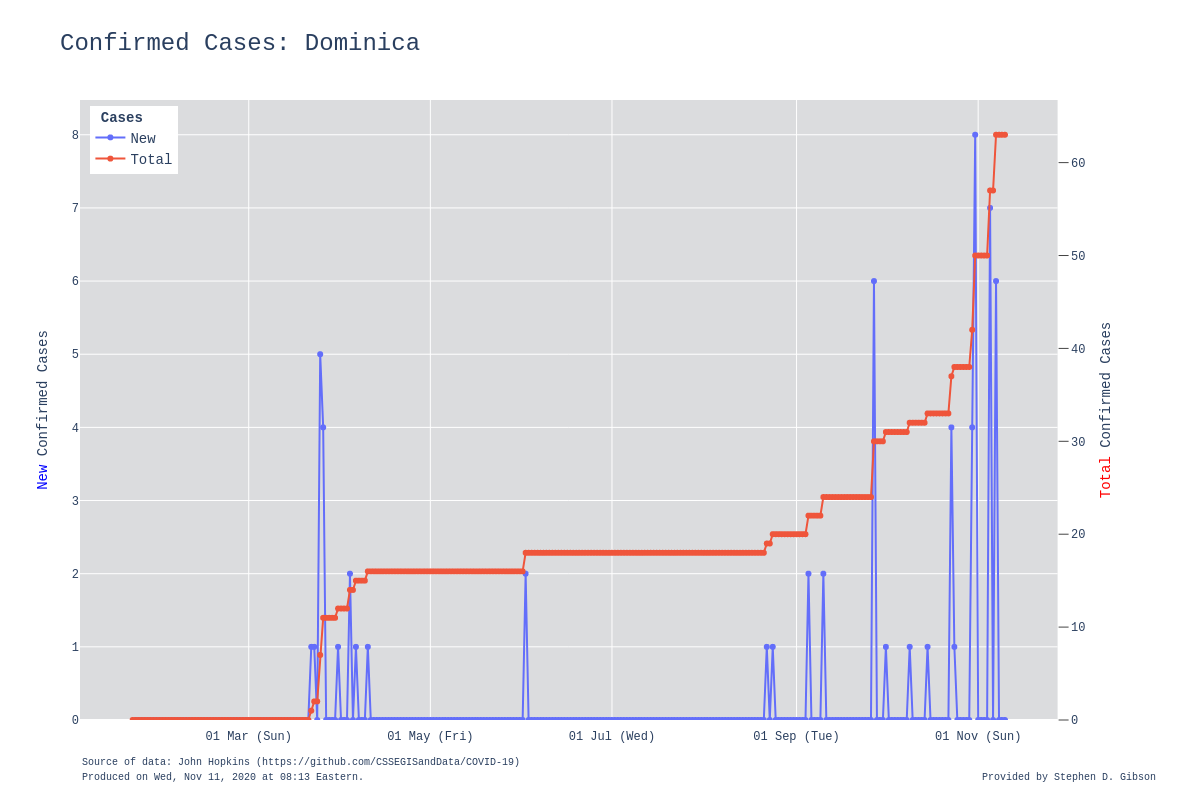 Confirmed Cases: Dominica
Cases
New
Total
8
7
6
5
4
3
2
1
0
60
50
40
30
20
10
0
New Confirmed Cases
Total Confirmed Cases
01 Mar (Sun)
01 May (Fri)
01 Jul (Wed)
01 Sep (Tue)
01 Nov (Sun)
Source of data: John Hopkins (https://github.com/CSSEGISandData/COVID-19)
Produced on Wed, Nov 11, 2020 at 08:13 Eastern.
Provided by Stephen D. Gibson